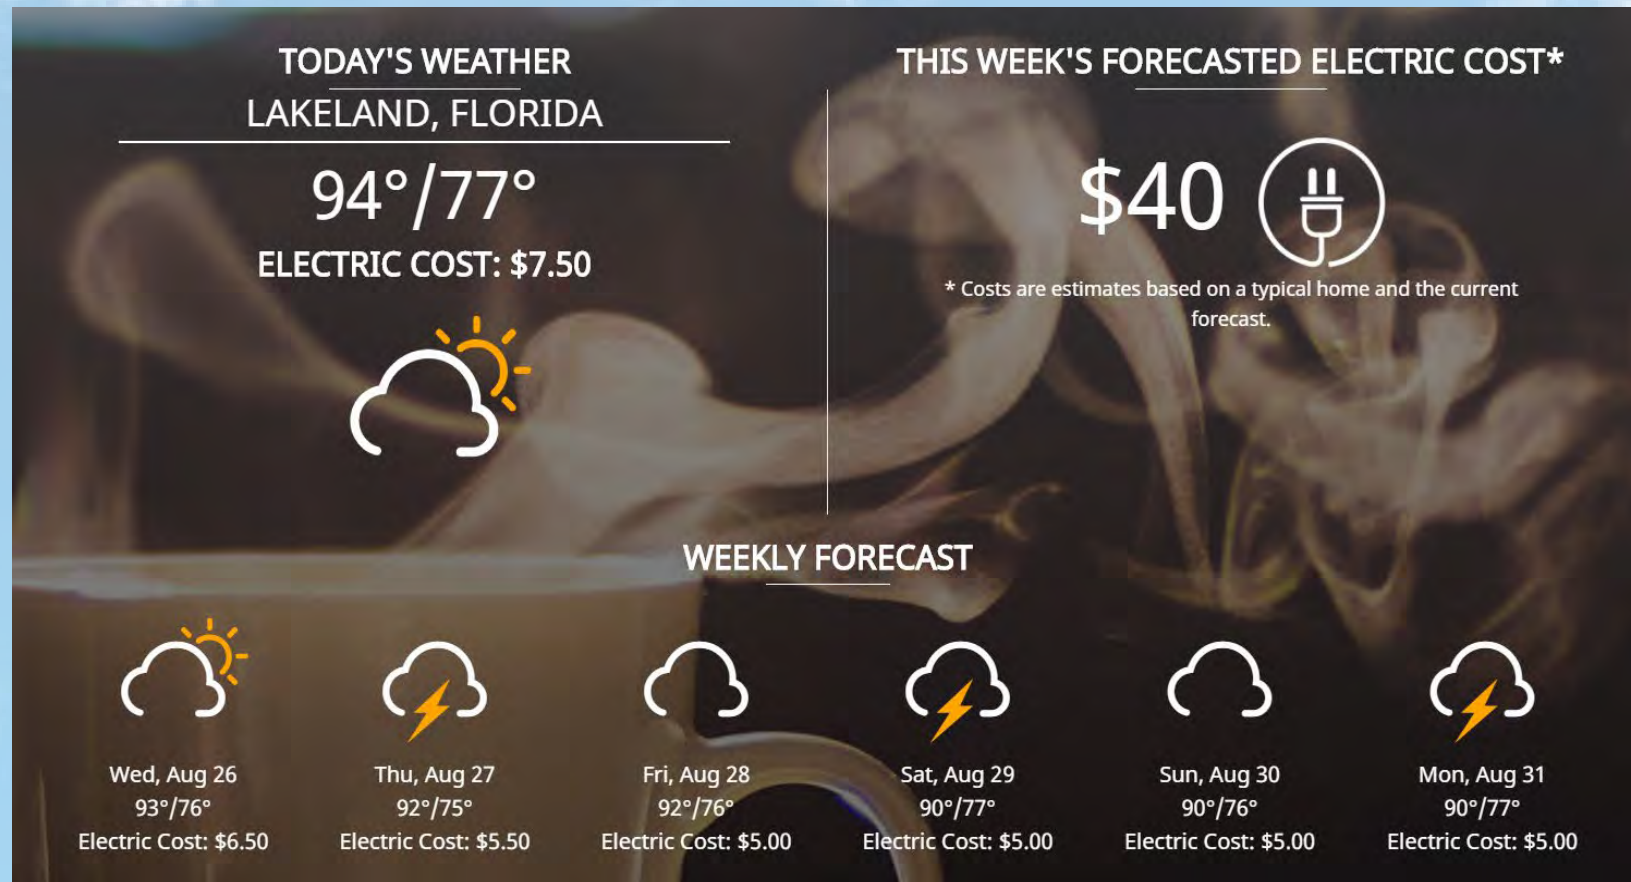 TODAY'S WEATHER
LAKELAND, FLORIDA
94°/77°
ELECTRIC COST: $7.50
THIS WEEK'S FORECASTED ELECTRIC COST*
$40
* Costs are estimates based on a typical home and the current
forecast.
WEEKLY FORECAST
Wed, Aug 26
93°/76°
Electric Cost: $6.50
Thu, Aug 27
92°/75°
Electric Cost: $5.50
Fri, Aug 28
92°/76°
Electric Cost: $5.00
Sat, Aug 29
90°/77°
Electric Cost: $5.00
Sun, Aug 30
90°/76°
Electric Cost: $5.00
Mon, Aug 31
90°/77°
Electric Cost: $5.00